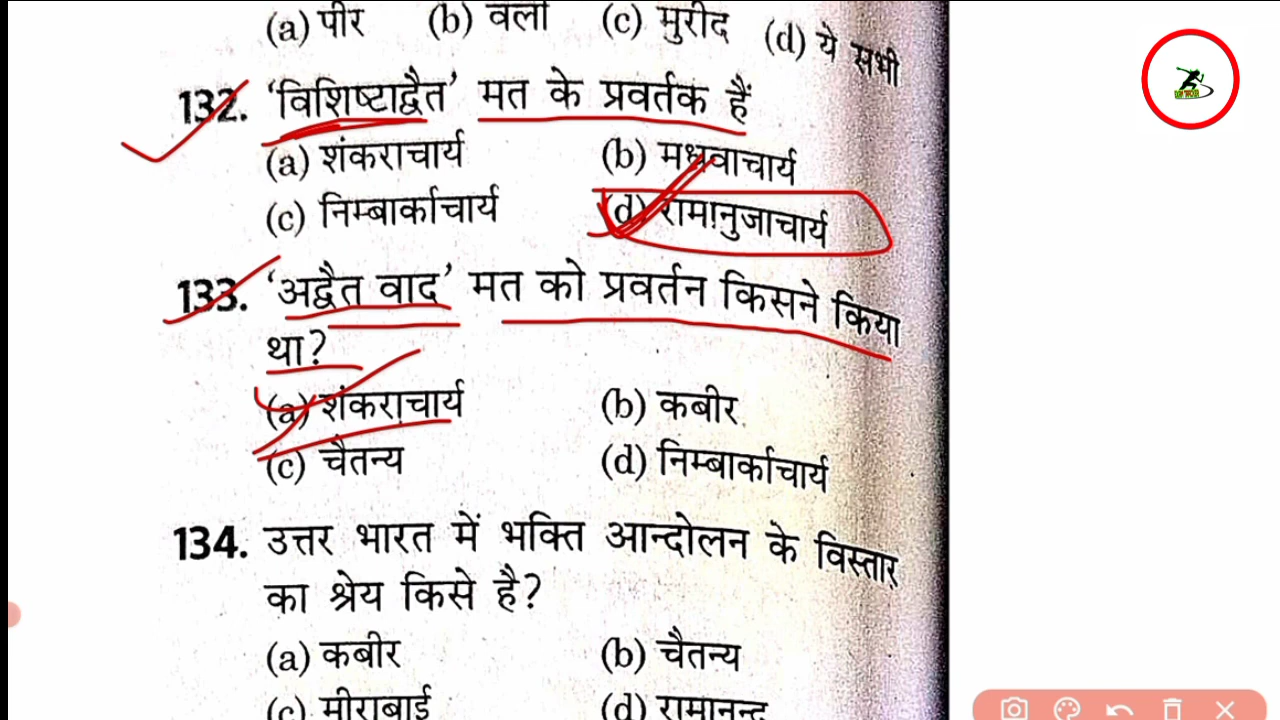 (a) पीर (b) वली (c) मुरीद (d) ये सभी
132. ‘विशिष्टाद्वैत’ मत के प्रवर्तक हैं
(a) शंकराचार्य (b) मध्वाचार्य
(c) निम्बार्काचार्य (d) रामानुजाचार्य
133. ‘अद्वैत वाद’ मत को प्रवर्तन किसने किया
था?
(a) शंकराचार्य (b) कबीर
(c) चैतन्य (d) निम्बार्काचार्य
134. उत्तर भारत में भक्ति आन्दोलन के विस्तार
का श्रेय किसे है?
(a) कबीर (b) चैतन्य
(c) मीराबाई (d) रामानन्द